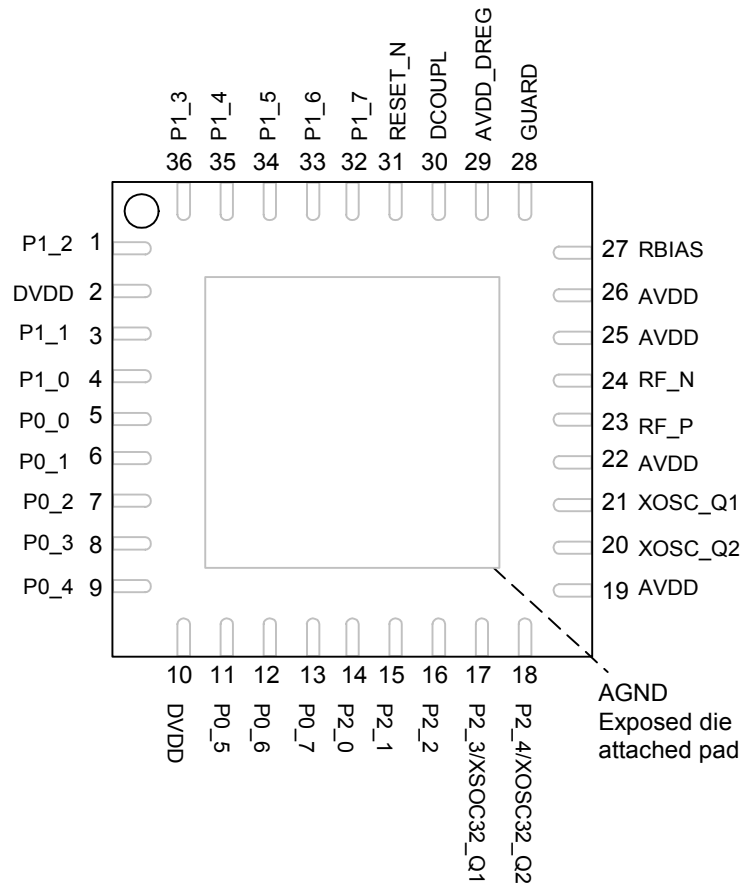 P1_3
P1_4
P1_5
P1_6
P1_7
RESET_N
DCOUPL
AVDD_DREG
GUARD
36 35 34 33 32 31 30 29 28
P1_2 1
DVDD 2
P1_1 3
P1_0 4
P0_0 5
P0_1 6
P0_2 7
P0_3 8
P0_4 9
27 RBIAS
26 AVDD
25 AVDD
24 RF_N
23 RF_P
22 AVDD
21 XOSC_Q1
20 XOSC_Q2
19 AVDD
10 11 12 13 14 15 16 17 18
DVDD
P0_5
P0_6
P0_7
P2_0
P2_1
P2_2
P2_3/XSOC32_Q1
P2_4/XOSC32_Q2
AGND
Exposed die
attached pad